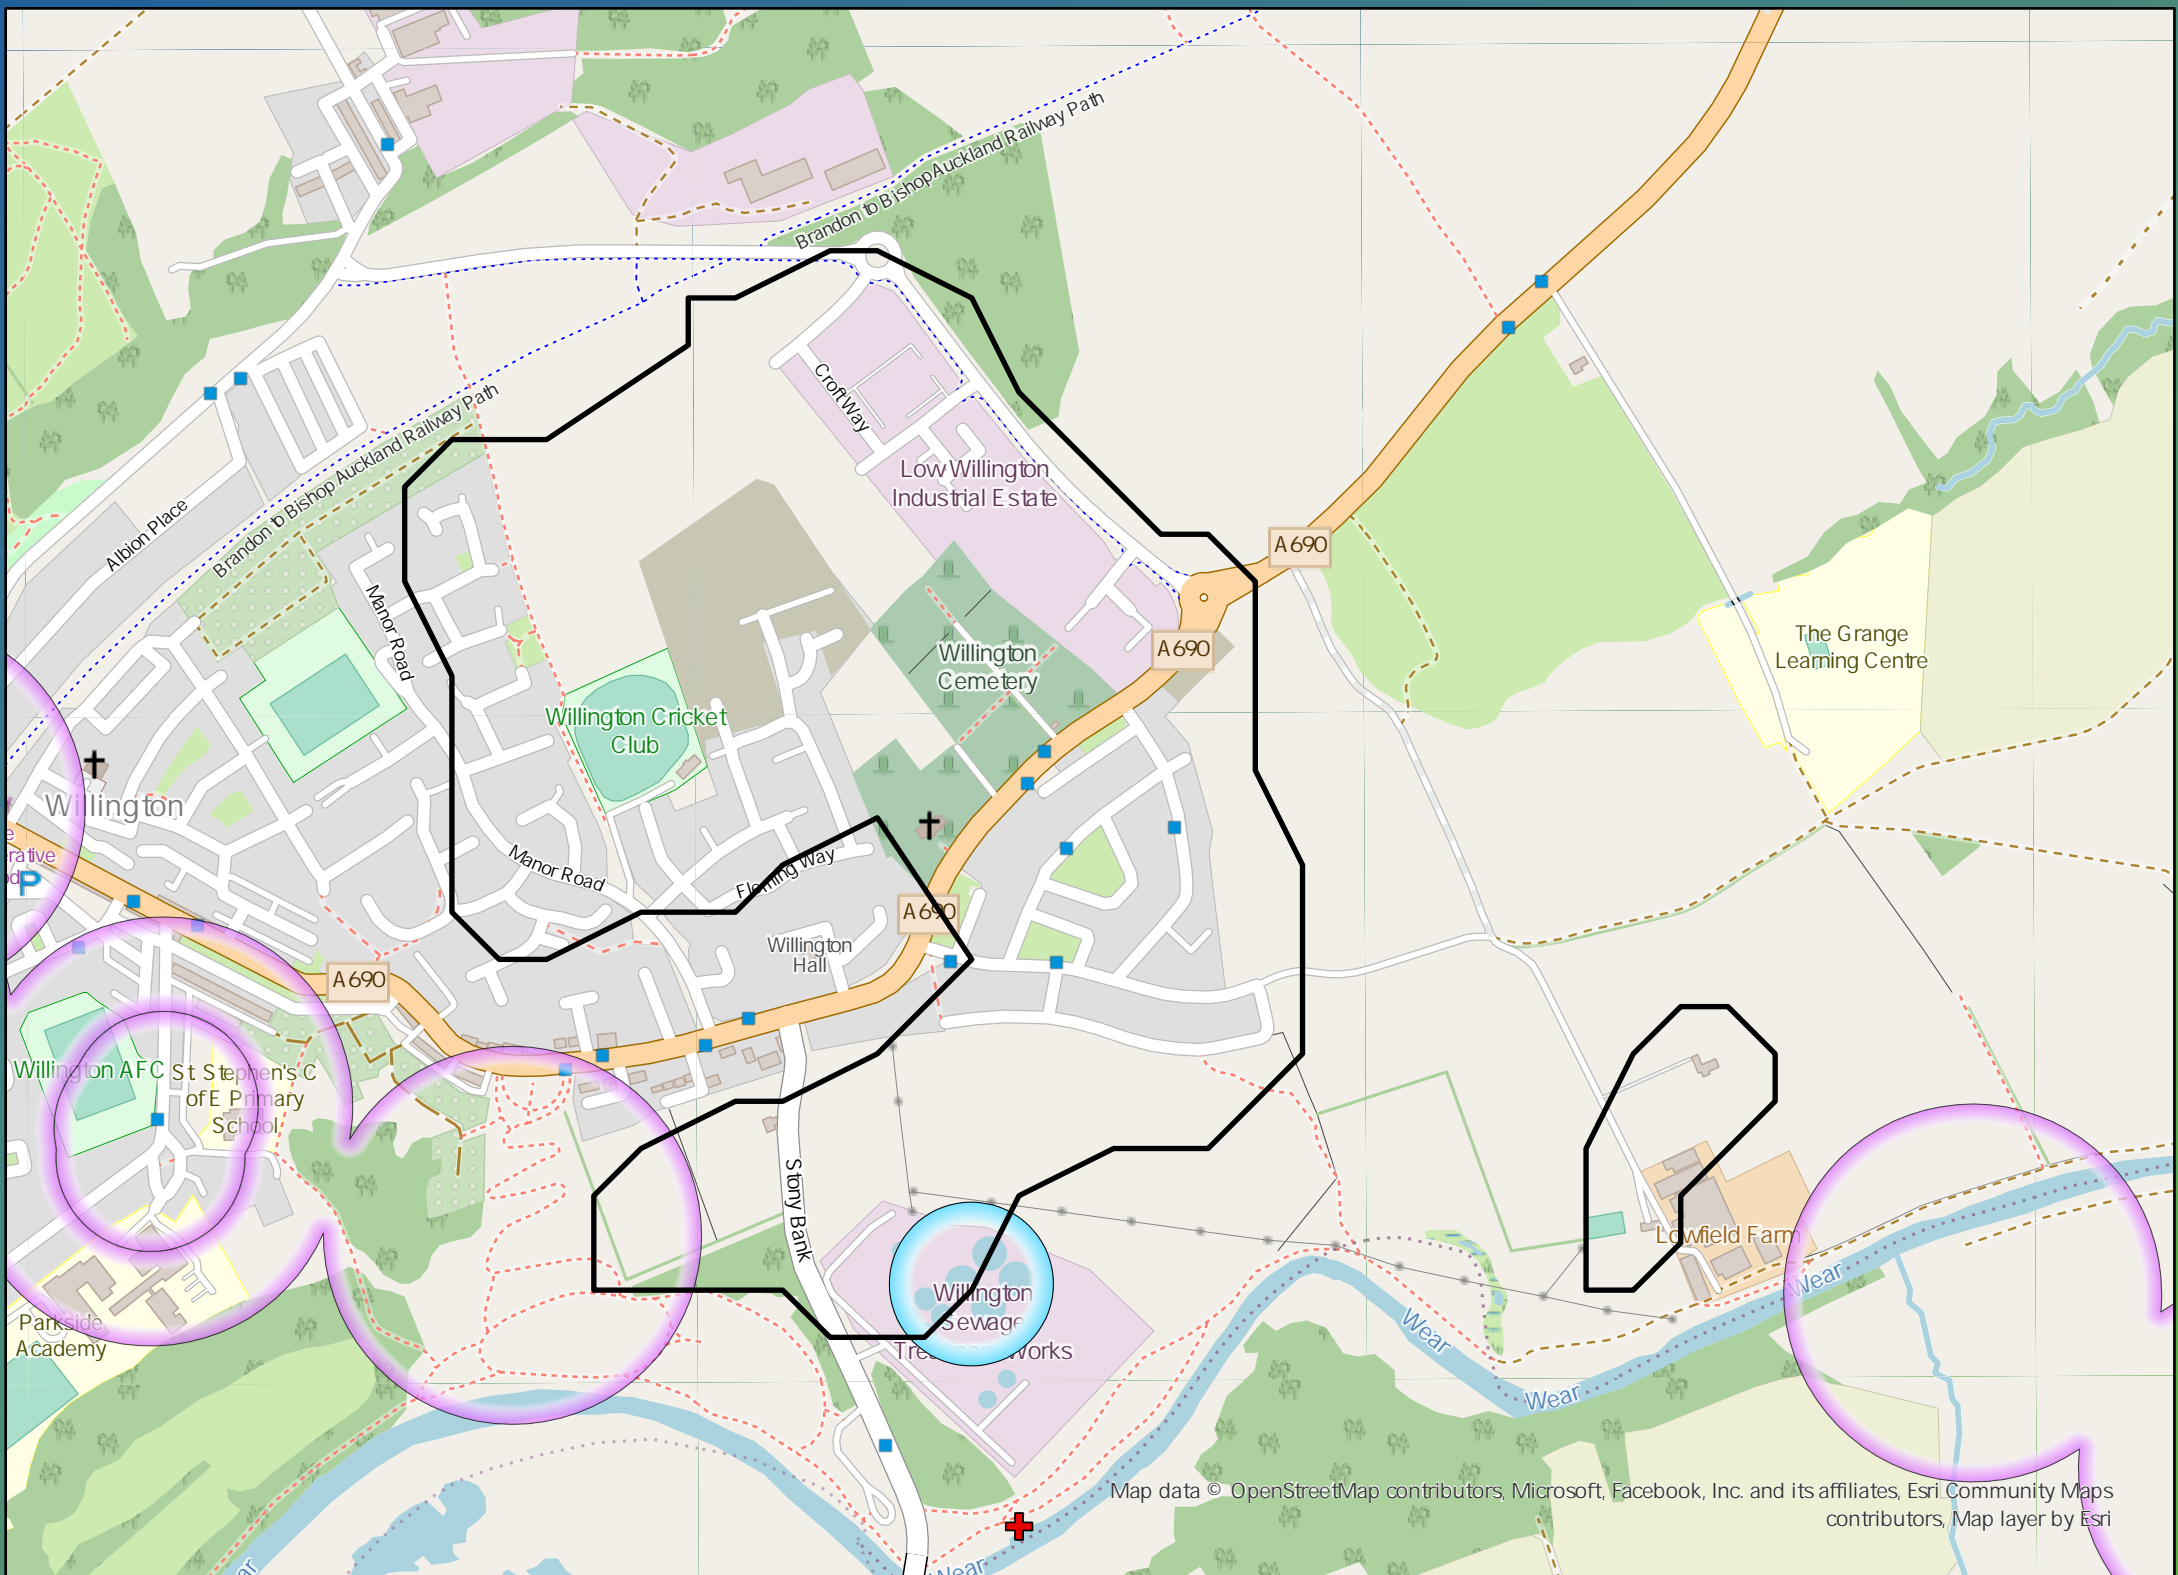 Brandon to Bishop Auckland Railway Path
Croft Way
Low Willington
Industrial Estate
Brandon to Bishop Auckland Railway Path
Albion Place
A690
Manor Road
Willington
Cemetery
A690
The Grange
Learning Centre
Willington Cricket
Club
Willington
erative
P
Manor Road
Fleming Way
A690
Willington
Hall
A690
Willington AFC
St Stephen's C
of E Primary
School
Stony Bank
Lowfield Farm
Wear
Willington
Sewage
Works
Parkside
Academy
Wear
Wear
Map data © OpenStreetMap contributors, Microsoft, Facebook, Inc. and its affiliates, Esri Community Maps
contributors, Map layer by Esri
Wear